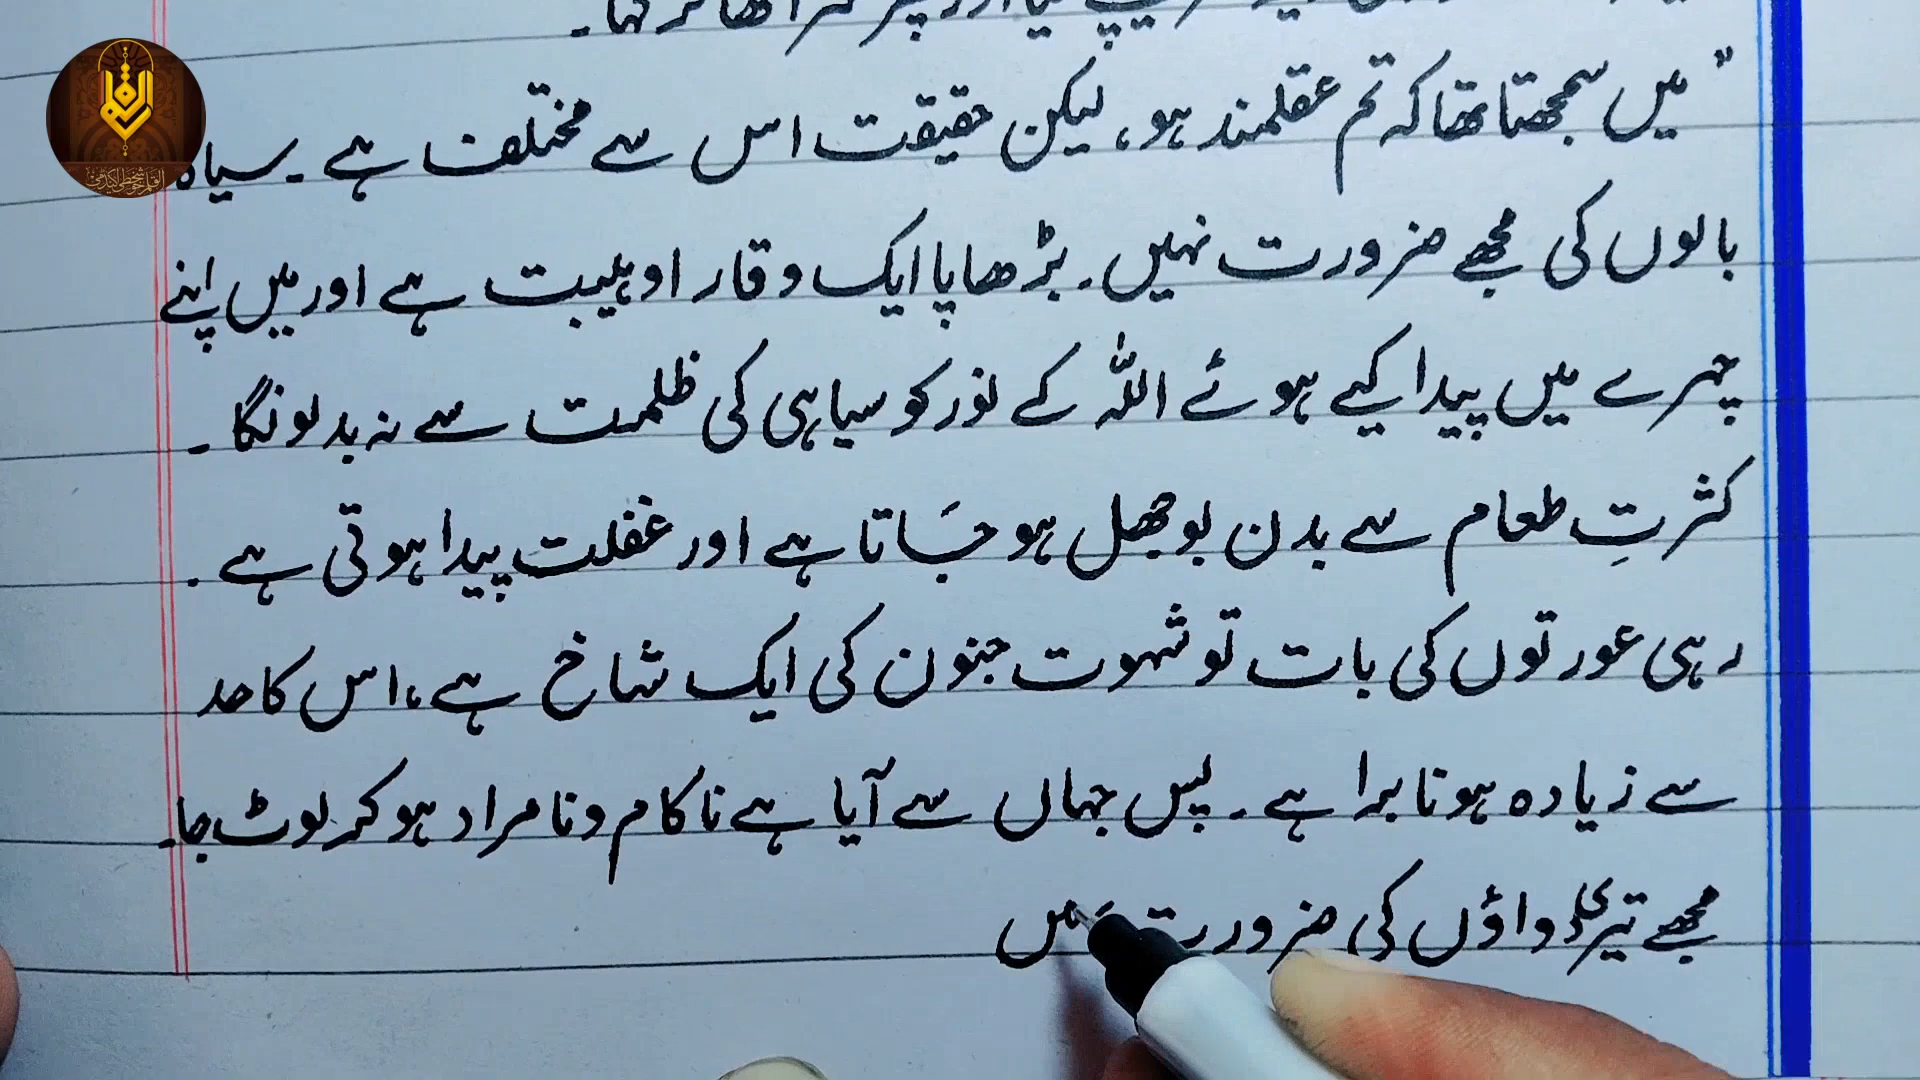 " میں سمجھتا تھا کہ تم عقلمند ہو، لیکن حقیقت اس سے مختلف ہے ۔ سیاہ
بالوں کی مجھے ضرورت نہیں ۔ بڑھاپا ایک وقار او ہیبت ہے اور میں اپنے
چہرے میں پیدا کیے ہوئے اللہ کے نور کو سیاہی کی ظلمت سے نہ بدلونگا ۔
کثرتِ طعام سے بدن بوجھل ہو جَاتا ہے اور غفلت پیدا ہوتی ہے ۔
رہی عورتوں کی بات تو شہوت جنون کی ایک شاخ ہے ، اس کا حد
سے زیادہ ہونا برا ہے ۔ پس جہاں سے آیا ہے ناکام و نامراد ہو کر لوٹ جا ۔
مجھے تیری دواؤں کی ضرورت